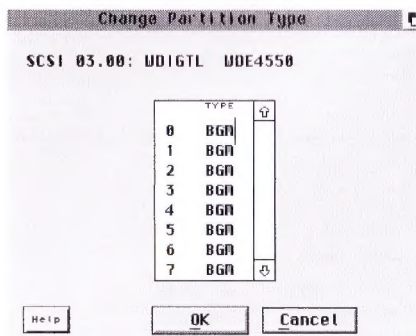 Change Partition Type
SCSI 03.00: WDIGTL WDE4550
TYPE
0 BGM
1 BGM
2 BGM
3 BGM
4 BGM
5 BGM
6 BGM
7 BGM
Help
OK
Cancel